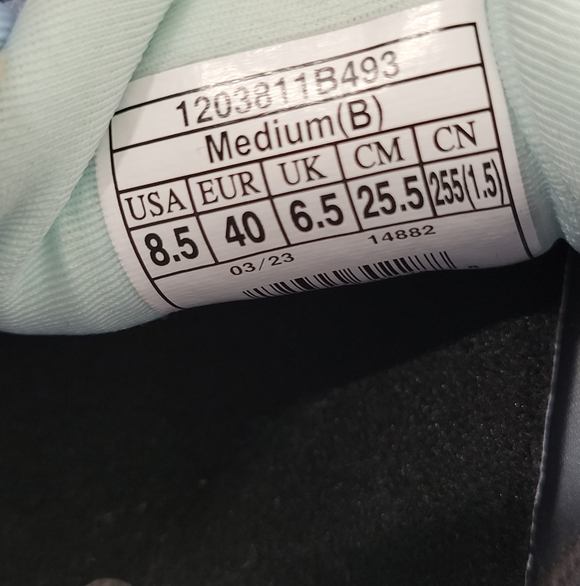 1203811B493
Medium(B)
USA EUR UK CM CN
8.5 40 6.5 25.5 255(1.5)
03/23 14882